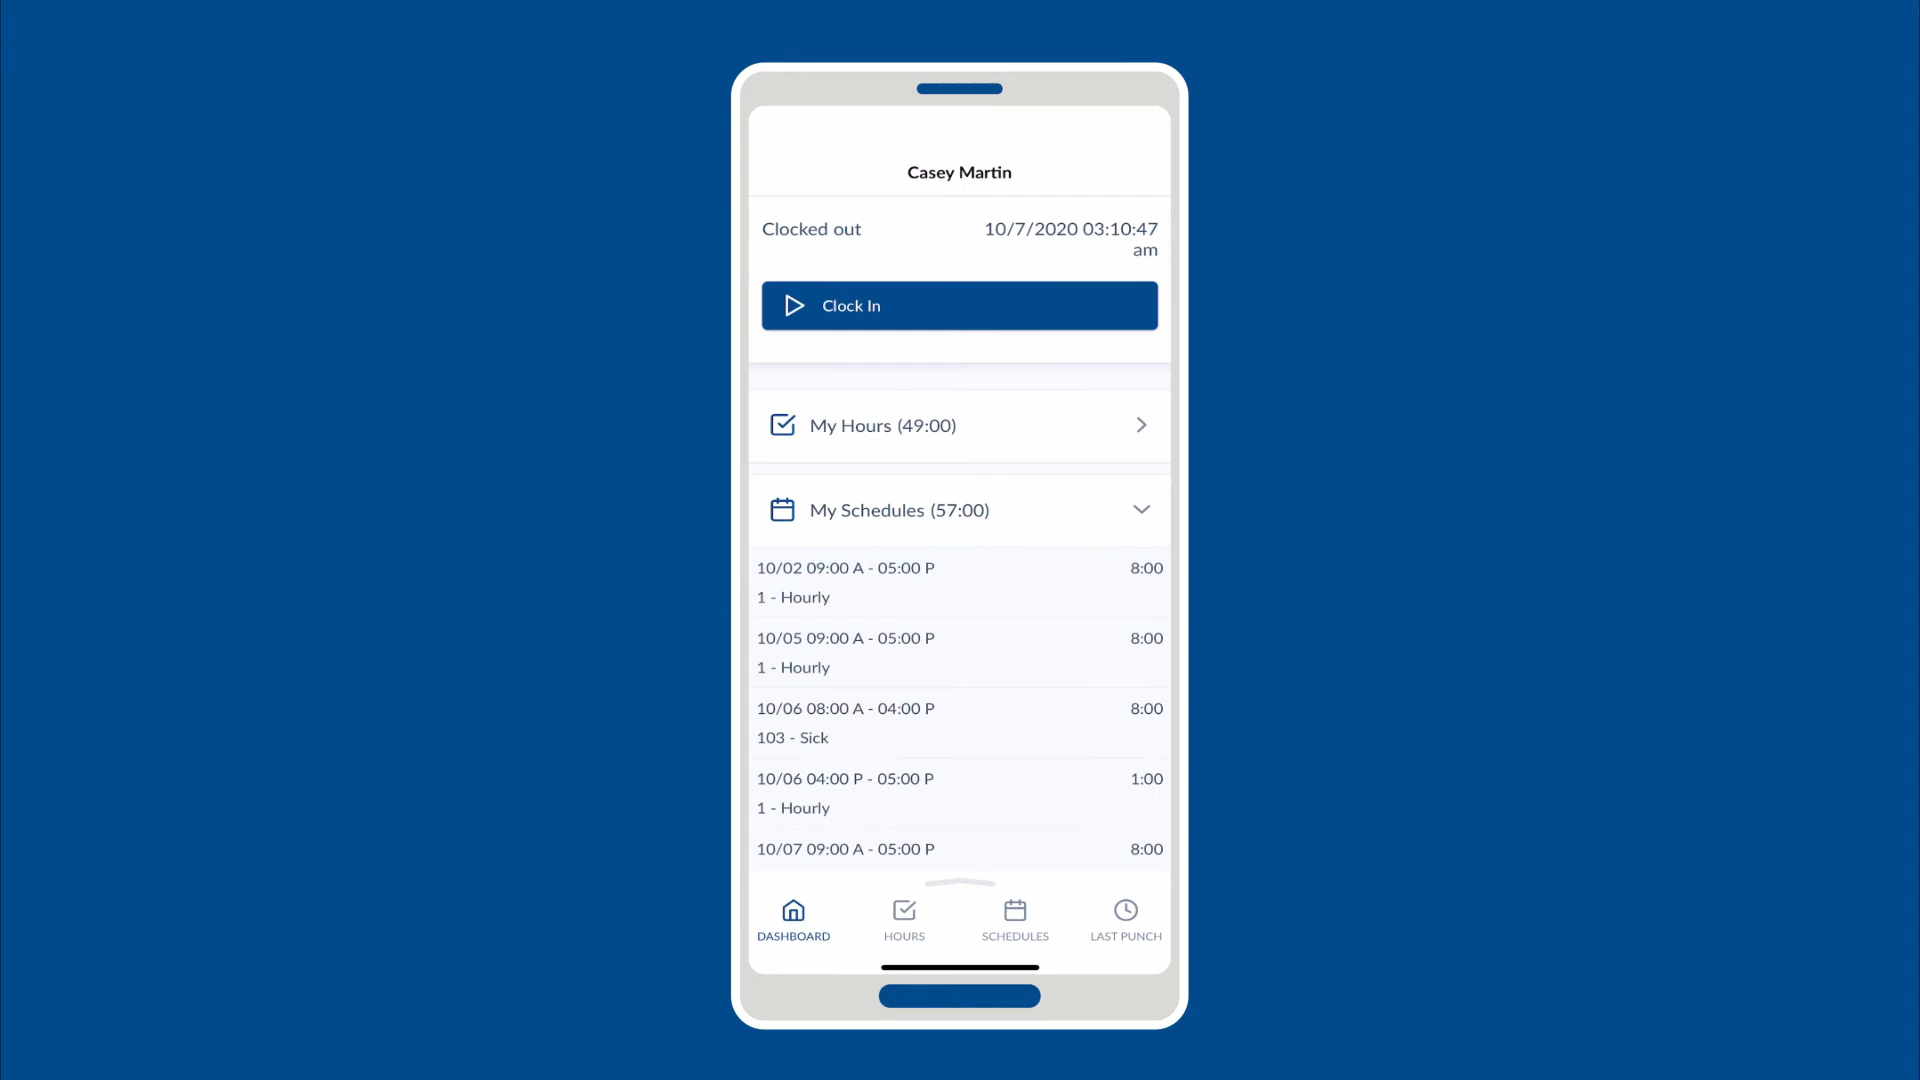 Casey Martin
Clocked out
10/7/2020 03:10:47
am
Clock In
My Hours (49:00)
My Schedules (57:00)
10/02 09:00 A - 05:00 P 8:00
1 - Hourly
10/05 09:00 A - 05:00 P 8:00
1 - Hourly
10/06 08:00 A - 04:00 P 8:00
103 - Sick
10/06 04:00 P - 05:00 P 1:00
1 - Hourly
10/07 09:00 A - 05:00 P 8:00
DASHBOARD HOURS SCHEDULES LAST PUNCH